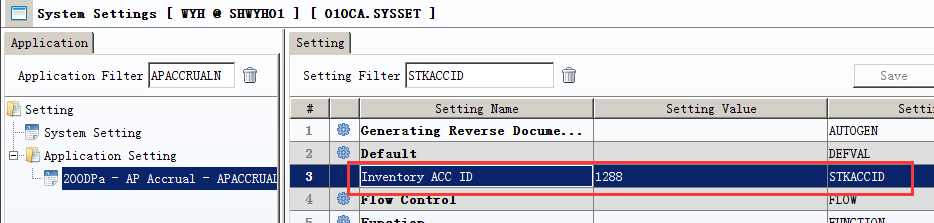 System Settings [ WYH @ SHWYH01 ] [ 010CA.SYSSET ]
Application
Setting
Application Filter APACCRUALN
Setting Filter STKACCID
Save
Setting
System Setting
Application Setting
200DPa - AP Accrual - APACCRUAL
# Setting Name Setting Value Settin
1 Generating Reverse Docume... AUTOGEN
2 Default DEFVAL
3 Inventory ACC ID 1288 STKACCID
4 Flow Control FLOW
5 Function FUNCTION